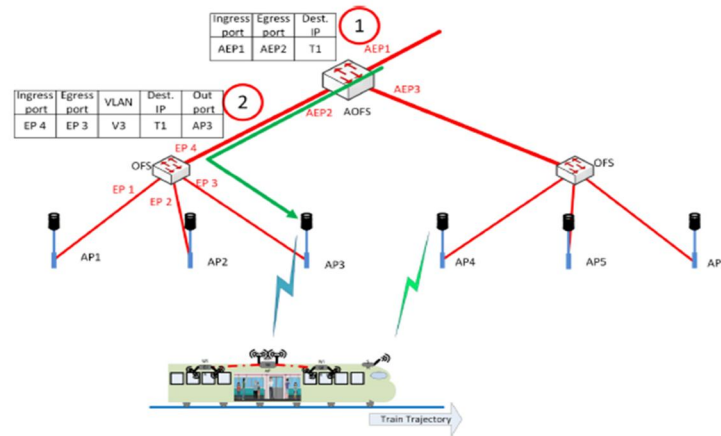 Ingress port Egress port Dest. IP
AEP1 AEP2 T1
1
AEP1
Ingress port Egress port VLAN Dest. IP Out port
EP 4 EP 3 V3 T1 AP3
2
AEP2
AOFS
AEP3
EP 4
OFS
OFS
EP 1
EP 2
EP 3
AP1
AP2
AP3
AP4
AP5
AP
Train Trajectory